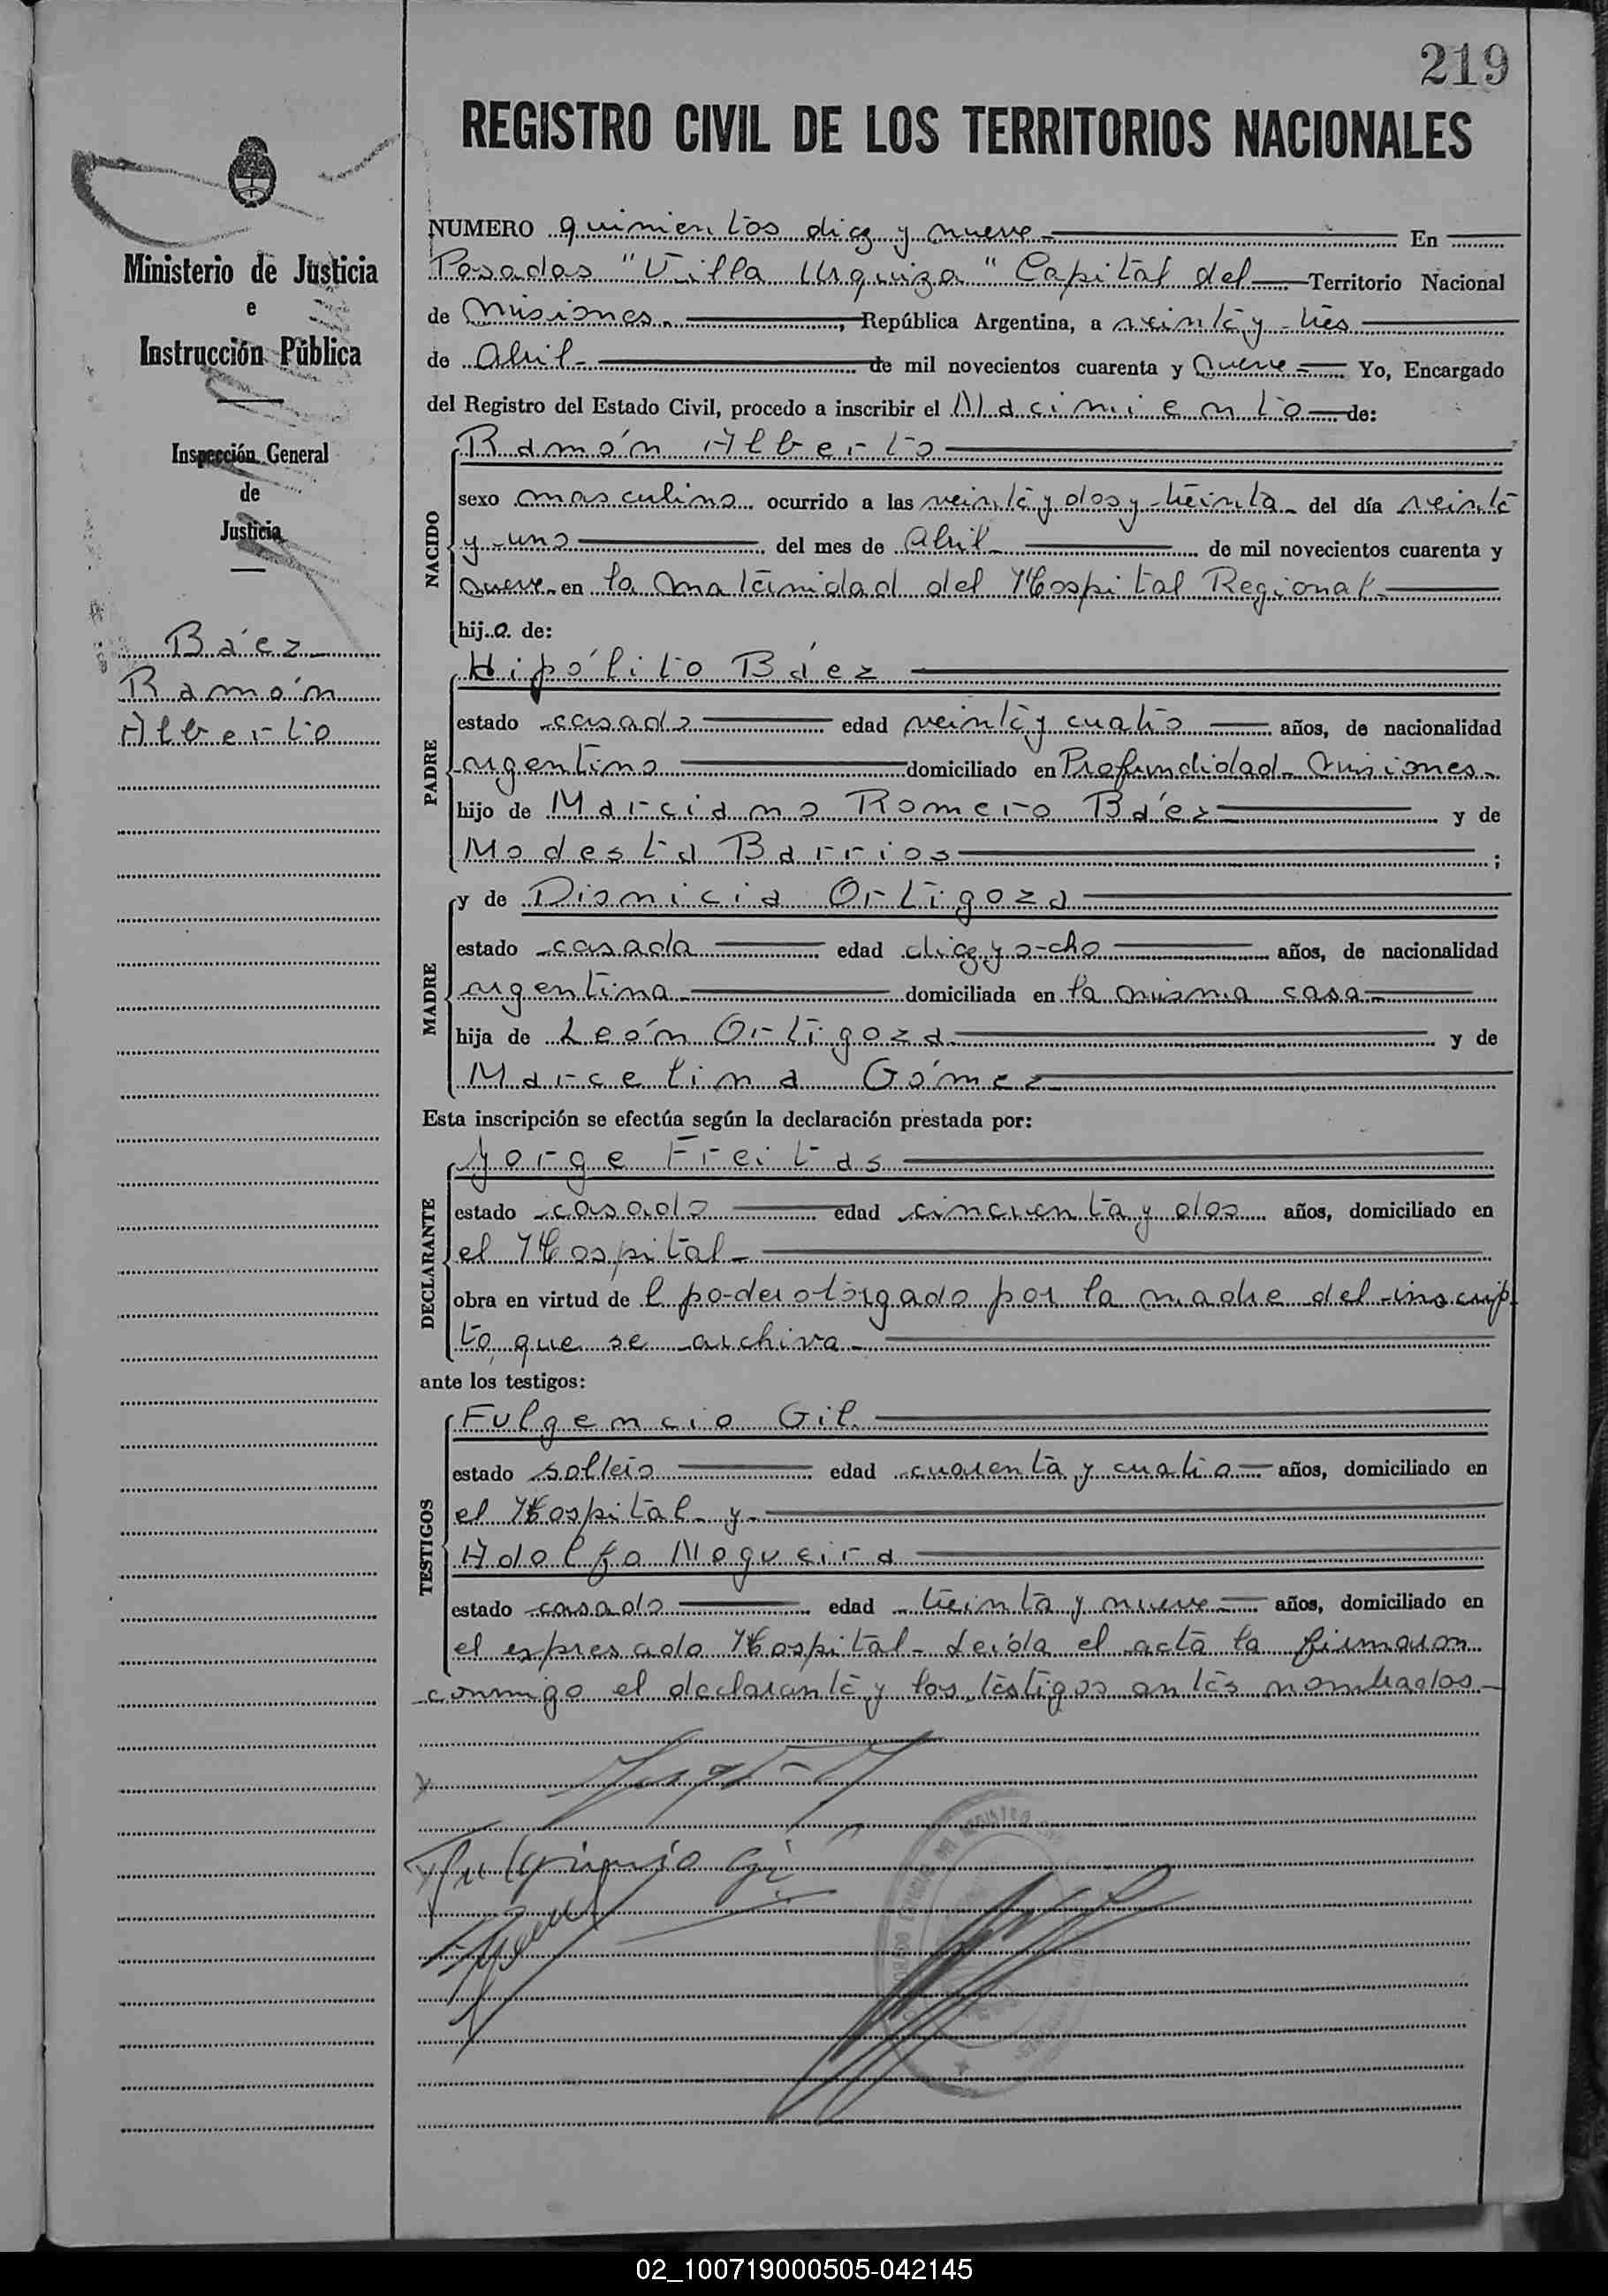 219
REGISTRO CIVIL DE LOS TERRITORIOS NACIONALES
Ministerio de Justicia
e
Instrucción Pública
Inspección General
de
Justicia
Báez
Ramón
Alberto
NUMERO quinientos diez y nueve En
Posadas "Villa Urquiza" Capital del Territorio Nacional
de Misiones, República Argentina, a veinte y tres
de Abril de mil novecientos cuarenta y nueve Yo, Encargado
del Registro del Estado Civil, procedo a inscribir el Nacimiento de:
NACIDO
Ramón Alberto
sexo masculino ocurrido a las veinte y dos y treinta del día veinte
y uno del mes de Abril de mil novecientos cuarenta y
nueve en la maternidad del Hospital Regional
hijo de:
PADRE
Hipólito Báez
estado casado edad veinte y cuatro años, de nacionalidad
argentino domiciliado en Profundidad - Misiones
hijo de Marciano Romero Báez y de
Modesta Barrios ;
MADRE
y de Dionicia Ortigoza
estado casada edad diez y ocho años, de nacionalidad
argentina domiciliada en la misma casa
hija de León Ortigoza y de
Marcelina Gómez
Esta inscripción se efectúa según la declaración prestada por:
DECLARANTE
Jorge Freitas
estado casado edad cincuenta y dos años, domiciliado en
el Hospital
obra en virtud del poder otorgado por la madre del inscrip-
to, que se archiva
ante los testigos:
TESTIGOS
Fulgencio Gil
estado soltero edad cuarenta y cuatro años, domiciliado en
el Hospital y
Adolfo Nogueira
estado casado edad treinta y nueve años, domiciliado en
el expresado Hospital - Leída el acta la firmaron
conmigo el declarante y los testigos antes nombrados
02_100719000505-042145